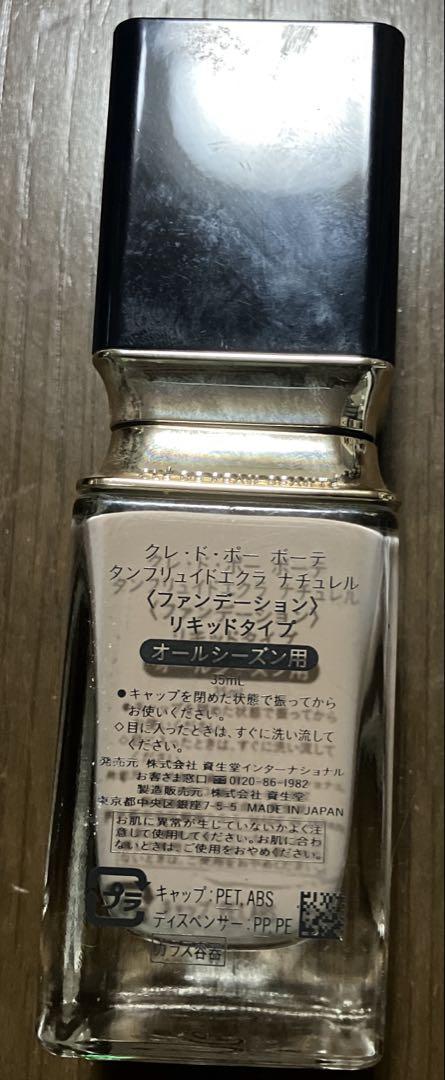 クレ・ド・ポー ボーテ
タンフリュイドエクラ ナチュレル
〈ファンデーション〉
リキッドタイプ
オールシーズン用
35mL
●キャップを閉めた状態で振ってから
お使いください。
◇目に入ったときは、すぐに洗い流して
ください。
発売元 株式会社 資生堂インターナショナル
お客さま窓口 0120-86-1982
製造販売元 株式会社 資生堂
東京都中央区銀座7-5-5 MADE IN JAPAN
お肌に異常が生じていないかよく注
意して使用してください。お肌に合わ
ないときは、ご使用をおやめください。
プラ
キャップ:PET,ABS
ディスペンサー:PP,PE
ガラス容器